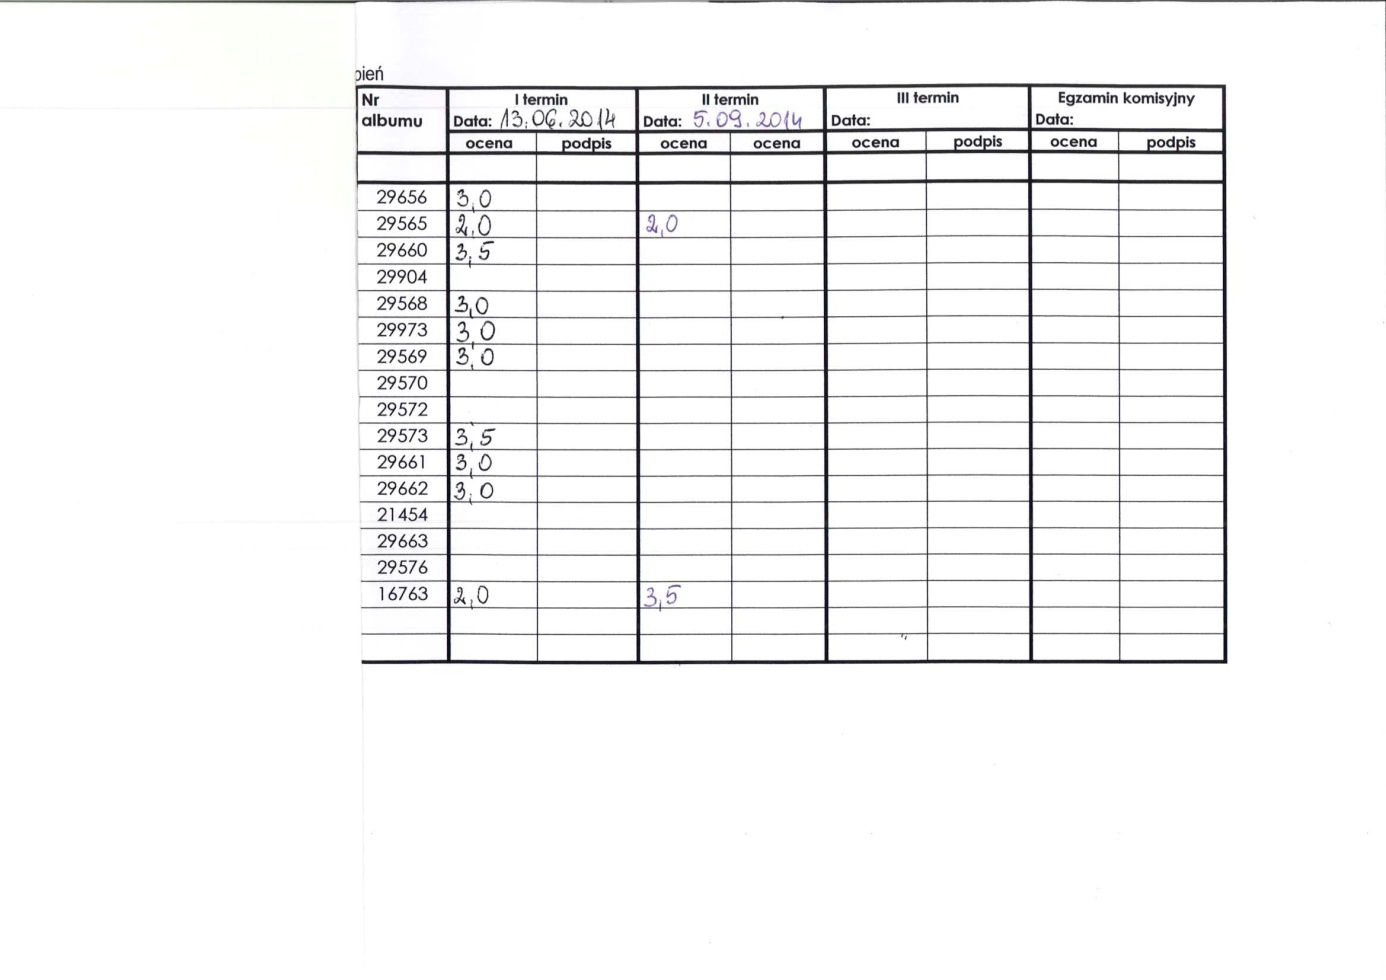 pień
Nr albumu I termin II termin III termin Egzamin komisyjny
Data: 13.06.2014 Data: 5.09.2014 Data: Data:
ocena podpis ocena ocena ocena podpis ocena podpis
29656 3,0
29565 2,0 2,0
29660 3,5
29904
29568 3,0
29973 3,0
29569 3,0
29570
29572
29573 3,5
29661 3,0
29662 3,0
21454
29663
29576
16763 2,0 3,5